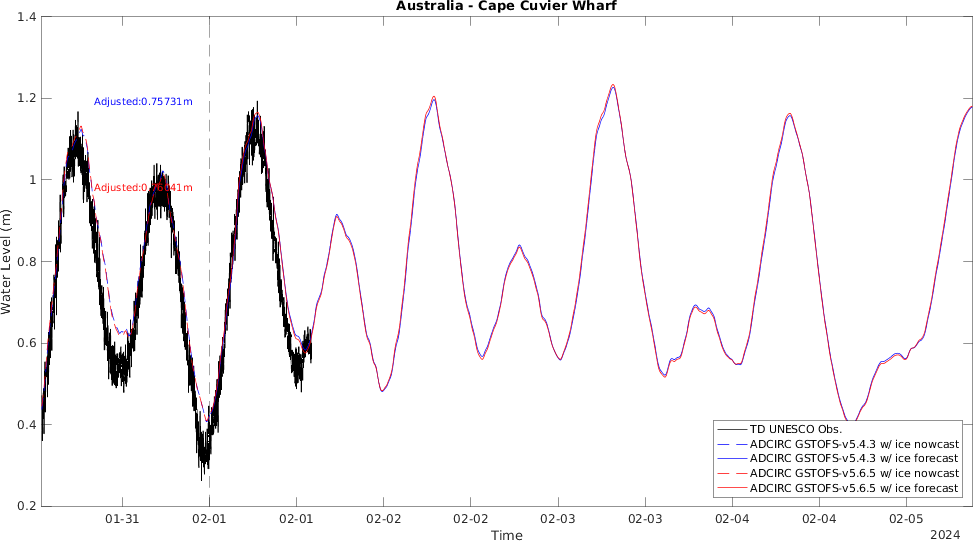 Australia - Cape Cuvier Wharf
1.4
1.2
1
0.8
0.6
0.4
0.2
Water Level (m)
Adjusted:0.75731m
TD UNESCO Obs.
ADCIRC GSTOFS-v5.4.3 w/ ice nowcast
ADCIRC GSTOFS-v5.4.3 w/ ice forecast
ADCIRC GSTOFS-v5.6.5 w/ ice nowcast
ADCIRC GSTOFS-v5.6.5 w/ ice forecast
01-31 02-01 02-01 02-02 02-02 02-03 02-03 02-04 02-04 02-05
Time
2024